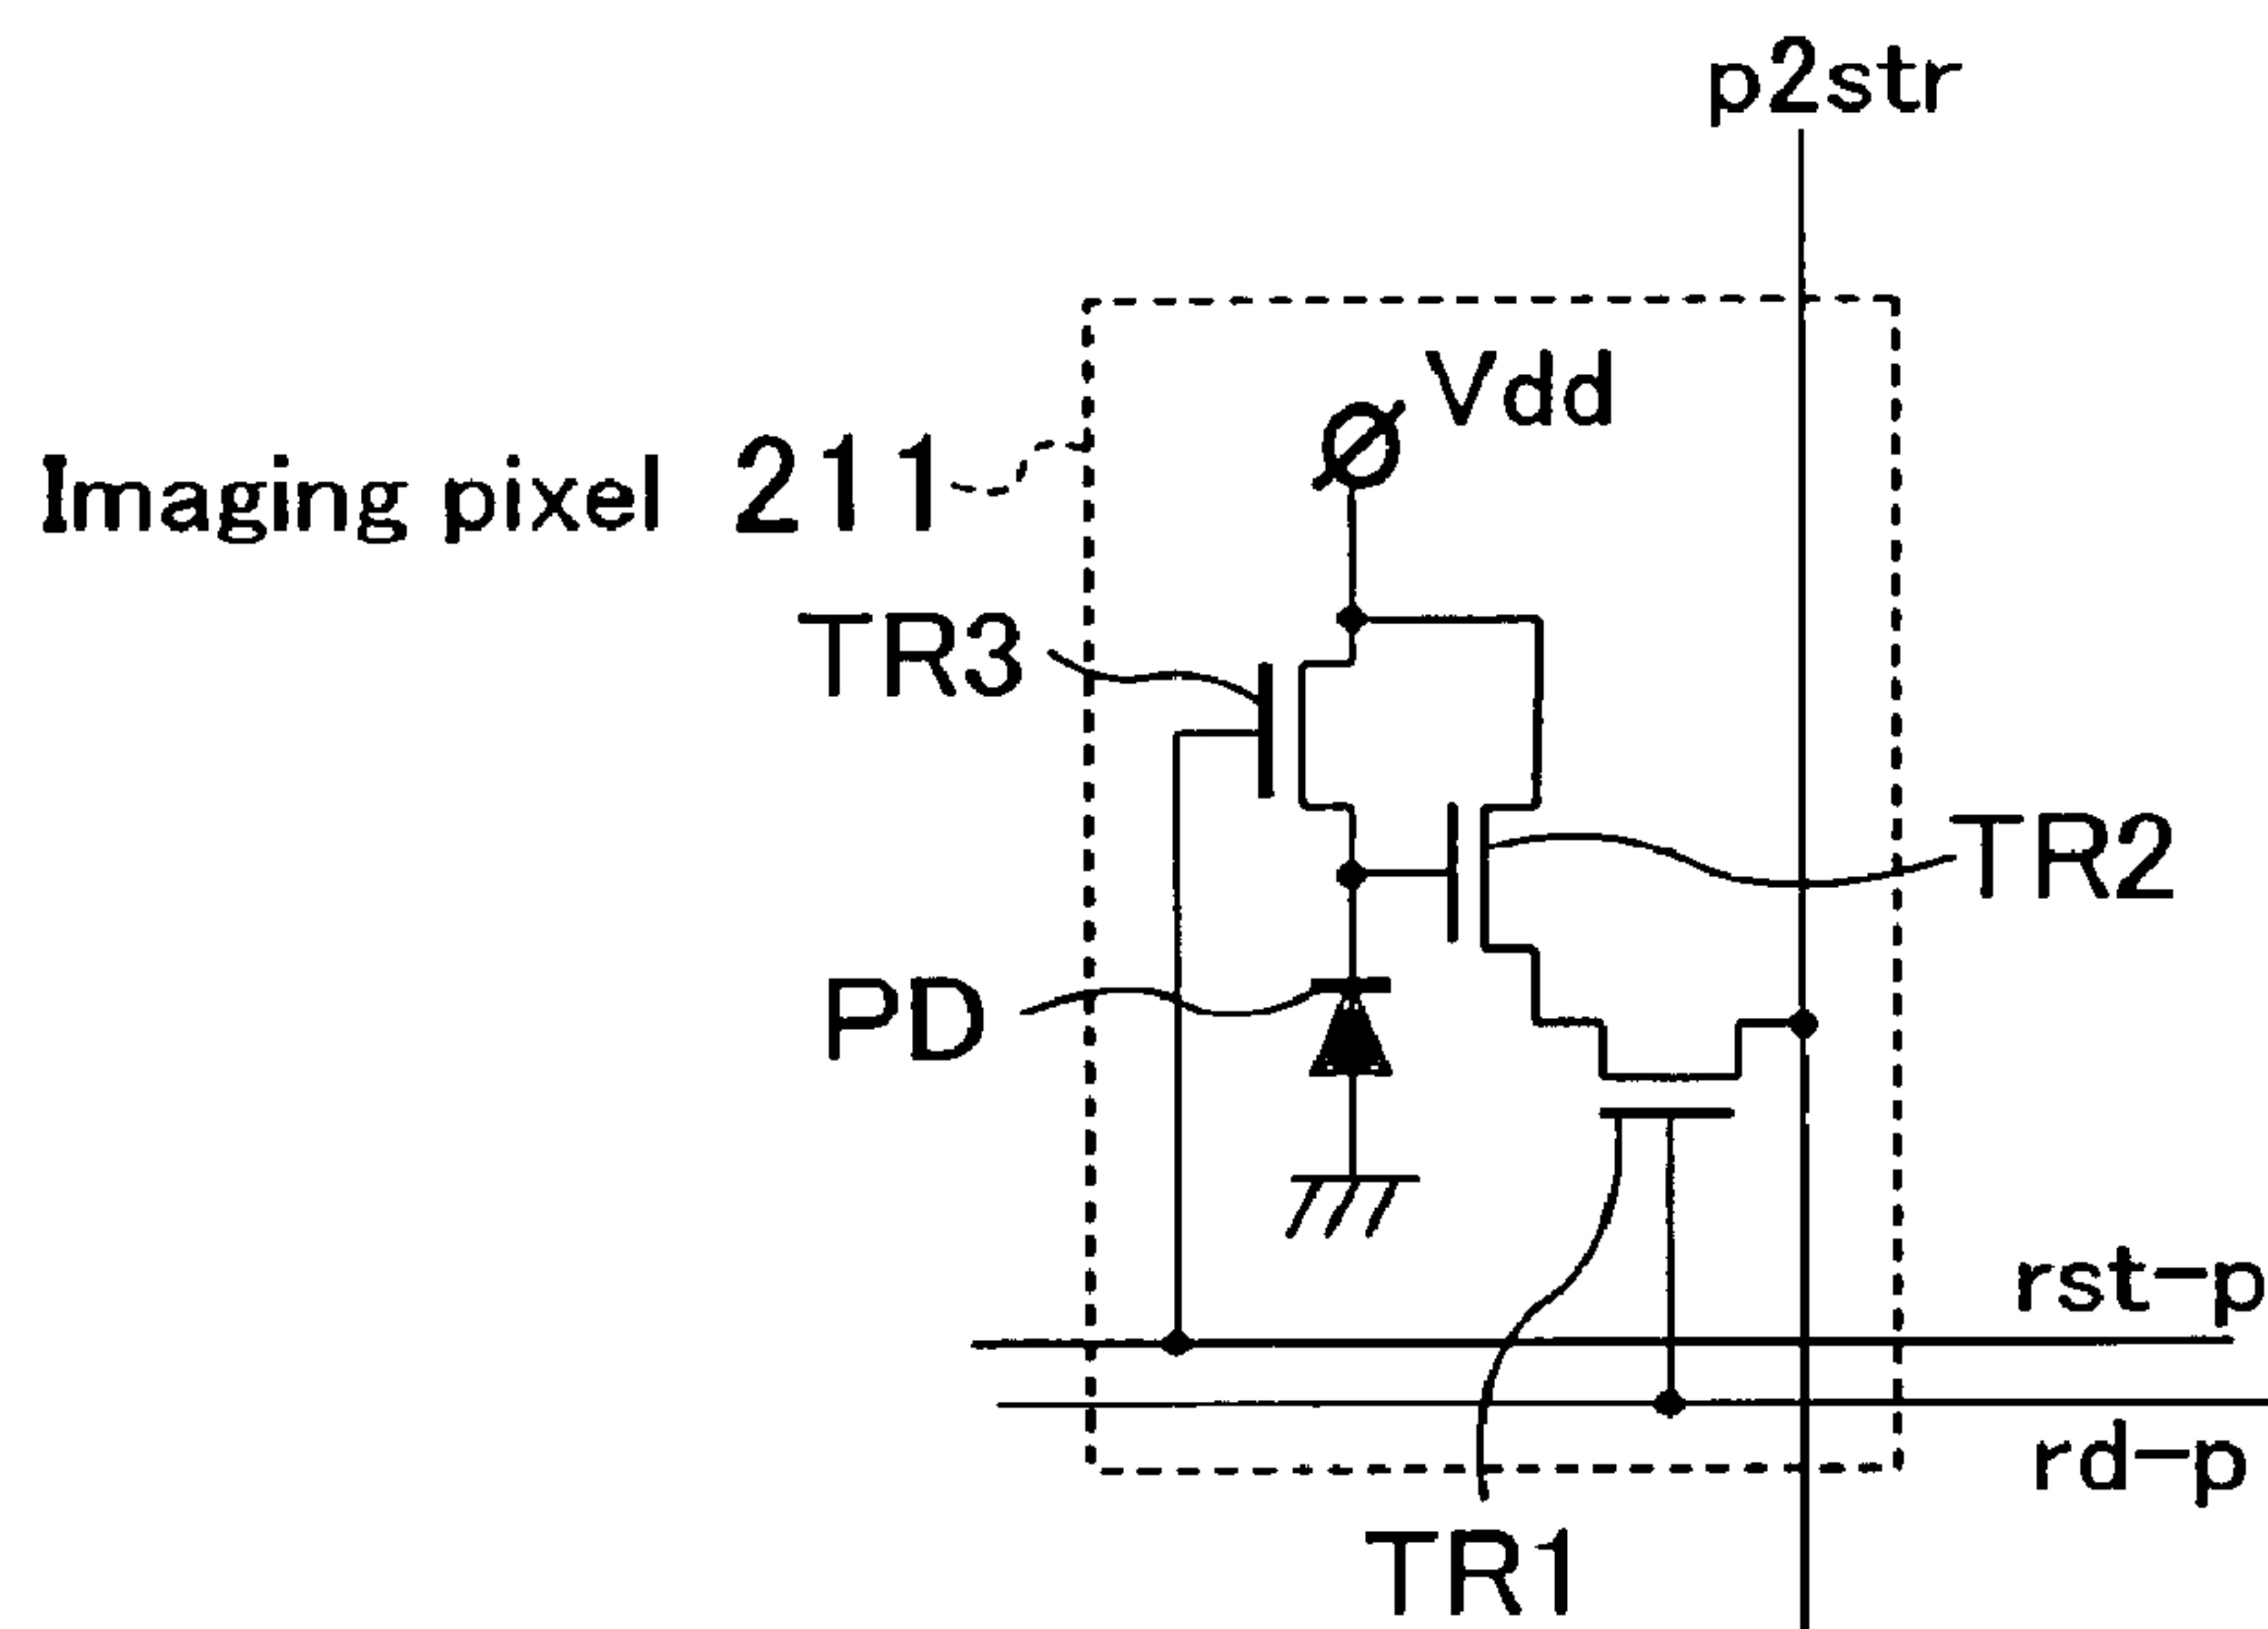 p2str
Vdd
Imaging pixel 211
TR3
TR2
PD
rst-p
rd-p
TR1